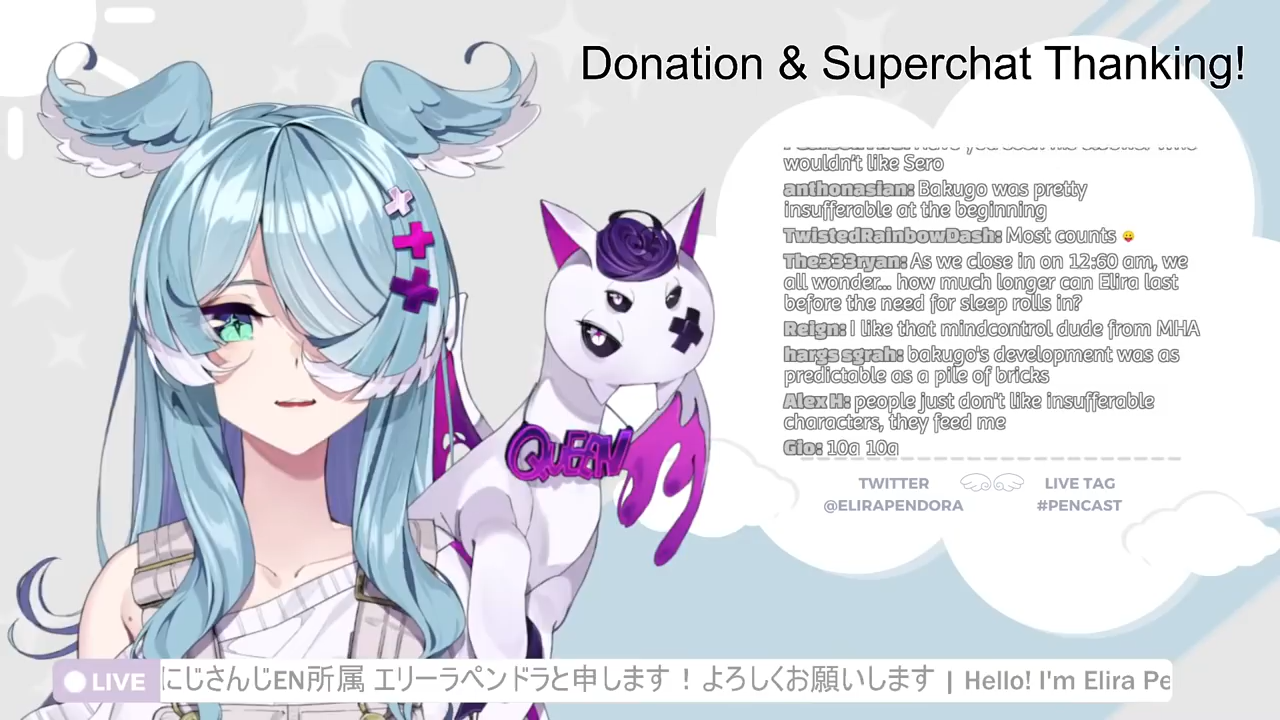 Donation & Superchat Thanking!
wouldn't like Sero
anthonasian: Bakugo was pretty
insufferable at the beginning
TwistedRainbowDash: Most counts 😛
The333ryan: As we close in on 12:60 am, we
all wonder... how much longer can Elira last
before the need for sleep rolls in?
Reign: I like that mindcontrol dude from MHA
hargs sgrah: bakugo's development was as
predictable as a pile of bricks
Alex H: people just don't like insufferable
characters, they feed me
Gio: 10q 10q
TWITTER
@ELIRAPENDORA
LIVE TAG
#PENCAST
QUEEN
LIVE
にじさんじEN所属 エリーラペンドラと申します！よろしくお願いします | Hello! I'm Elira Pe